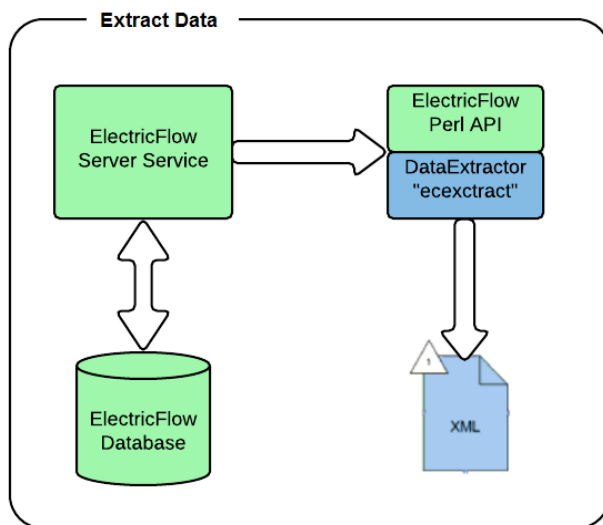 Extract Data
ElectricFlow
Server Service
ElectricFlow
Perl API
DataExtractor
"ecexctract"
ElectricFlow
Database
1
XML